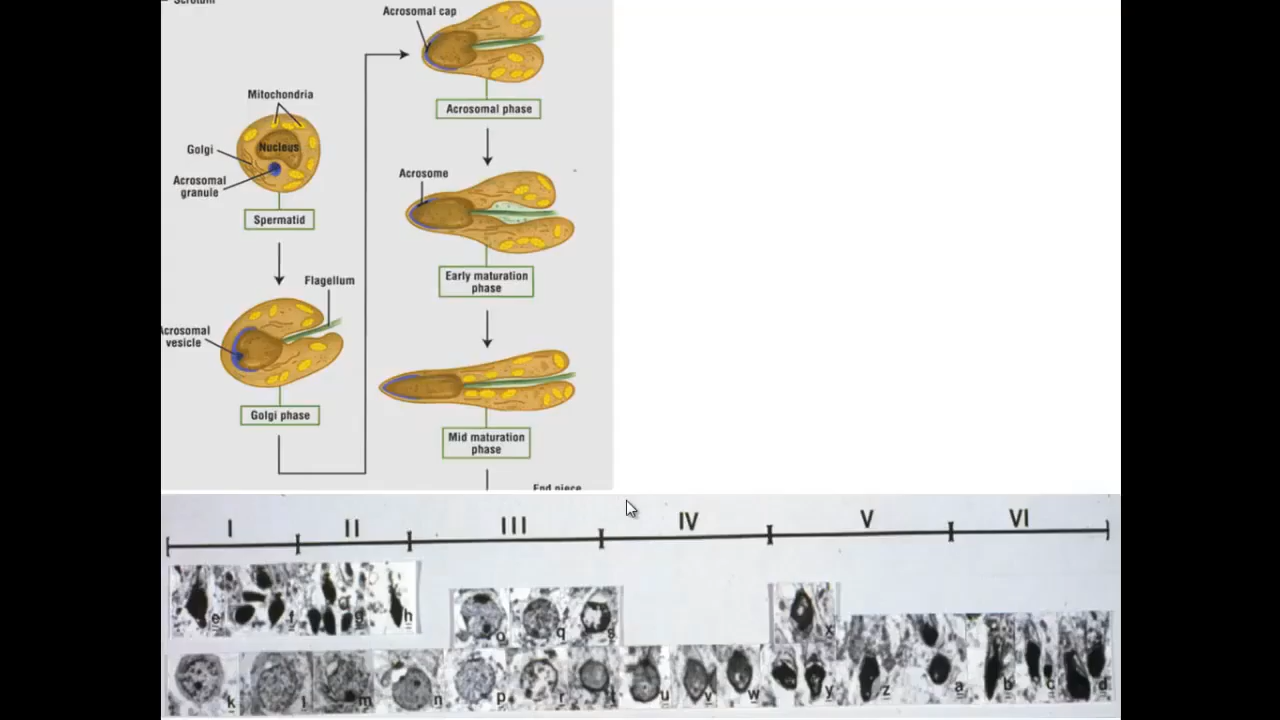 Scrotum
Acrosomal cap
Acrosomal phase
Mitochondria
Nucleus
Golgi
Acrosomal
granule
Spermatid
Acrosome
Early maturation
phase
Flagellum
Acrosomal
vesicle
Golgi phase
Mid maturation
phase
End piece
I II III IV V VI
e f g h
o q s x
k l m n p r t u v w y z a b c d